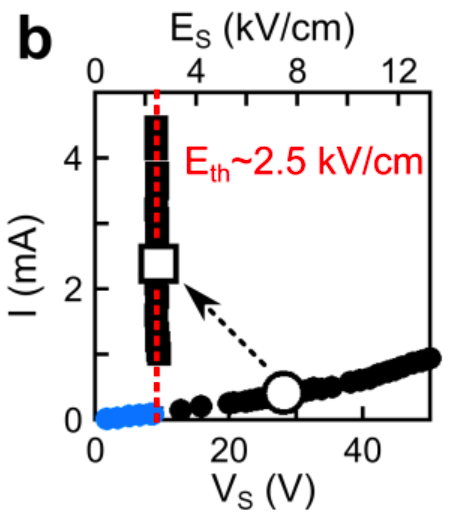 b
E_S (kV/cm)
0 4 8 12
E_th~2.5 kV/cm
I (mA)
4
2
0
0 20 40
V_S (V)